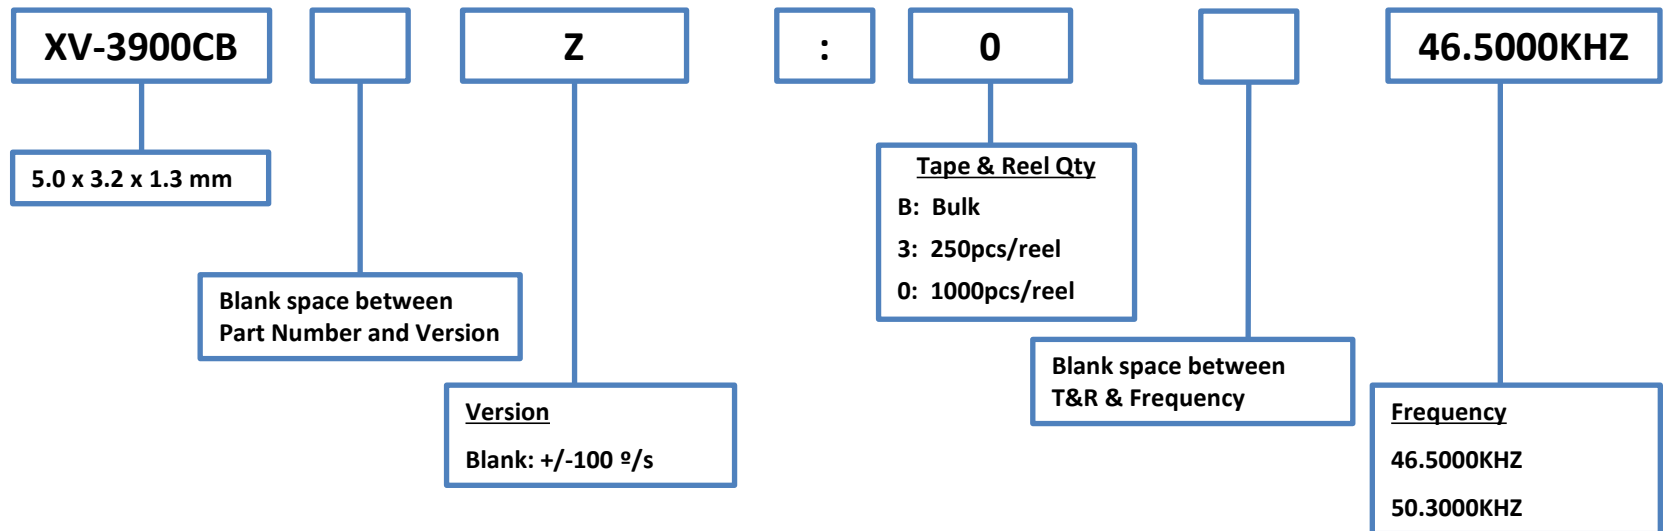 XV-3900CB
Z
:
0
46.5000KHZ
5.0 x 3.2 x 1.3 mm
Blank space between
Part Number and Version
Version
Blank: +/-100 º/s
Tape & Reel Qty
B: Bulk
3: 250pcs/reel
0: 1000pcs/reel
Blank space between
T&R & Frequency
Frequency
46.5000KHZ
50.3000KHZ